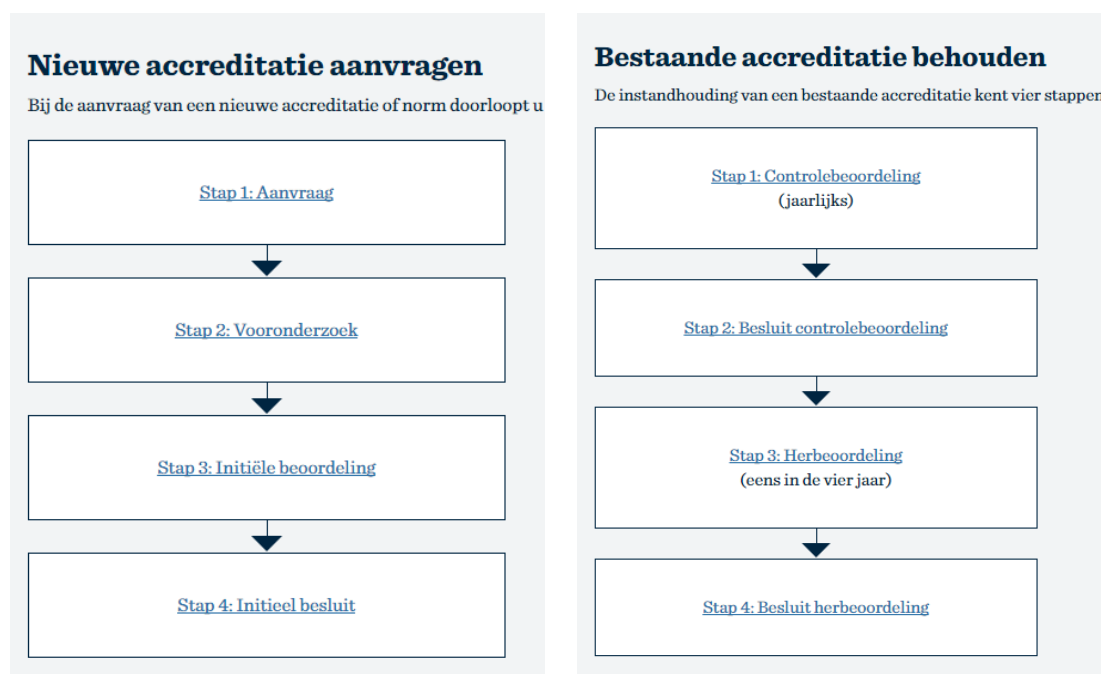 Nieuwe accreditatie aanvragen
Bij de aanvraag van een nieuwe accreditatie of norm doorloopt u
Stap 1: Aanvraag
Stap 2: Vooronderzoek
Stap 3: Initiële beoordeling
Stap 4: Initieel besluit
Bestaande accreditatie behouden
De instandhouding van een bestaande accreditatie kent vier stappen
Stap 1: Controlebeoordeling
(jaarlijks)
Stap 2: Besluit controlebeoordeling
Stap 3: Herbeoordeling
(eens in de vier jaar)
Stap 4: Besluit herbeoordeling